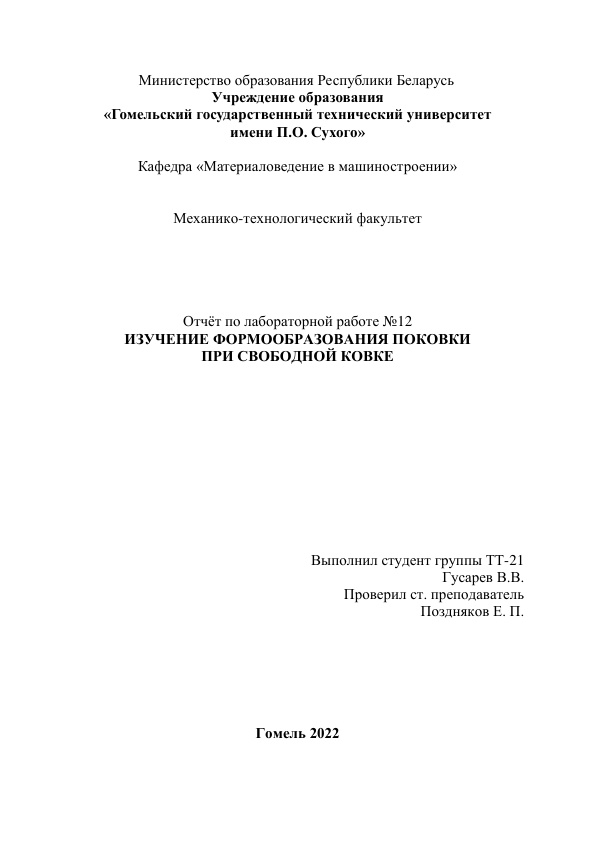 Министерство образования Республики Беларусь
Учреждение образования
«Гомельский государственный технический университет
имени П.О. Сухого»
Кафедра «Материаловедение в машиностроении»
Механико-технологический факультет
Отчёт по лабораторной работе №12
ИЗУЧЕНИЕ ФОРМООБРАЗОВАНИЯ ПОКОВКИ
ПРИ СВОБОДНОЙ КОВКЕ
Выполнил студент группы ТТ-21
Гусарев В.В.
Проверил ст. преподаватель
Поздняков Е. П.
Гомель 2022